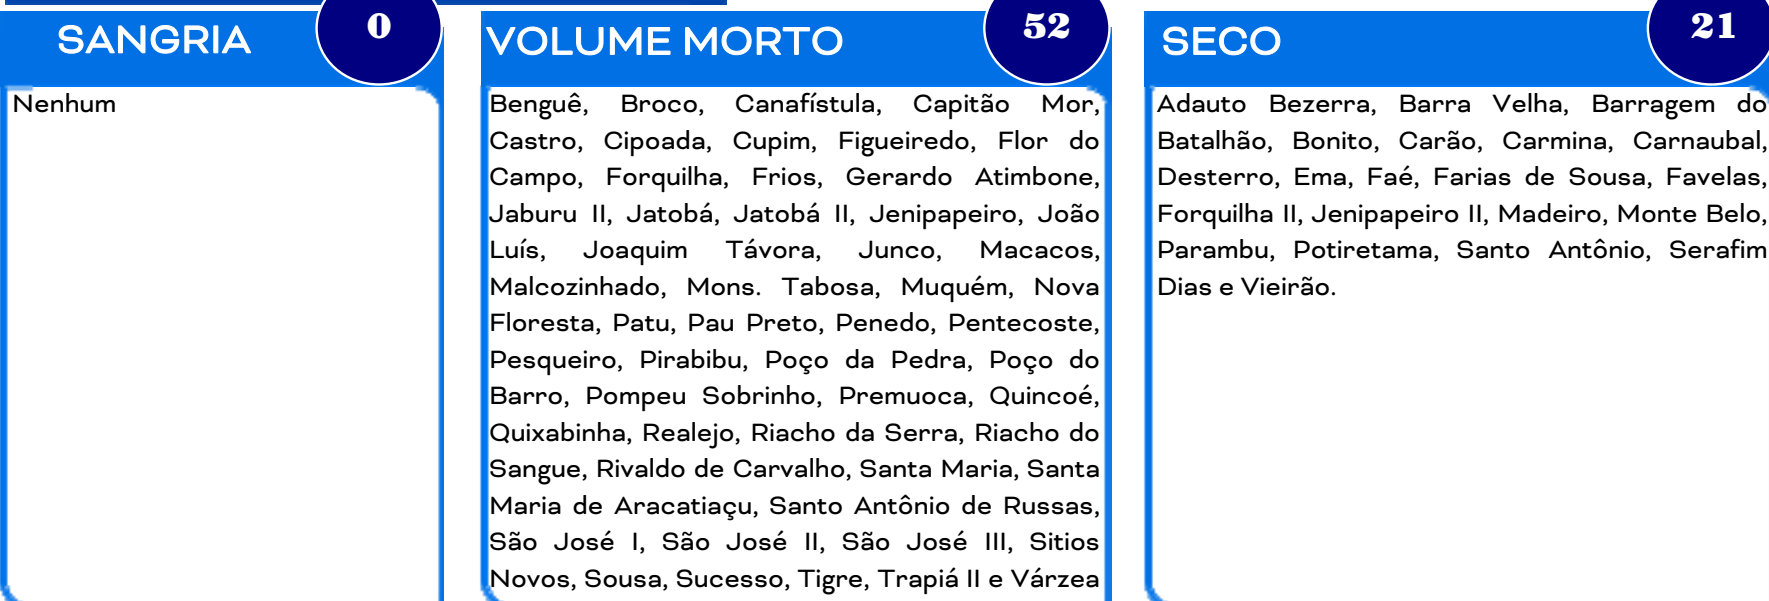 SANGRIA
0
Nenhum
VOLUME MORTO
52
Benguê, Broco, Canafístula, Capitão Mor,
Castro, Cipoada, Cupim, Figueiredo, Flor do
Campo, Forquilha, Frios, Gerardo Atimbone,
Jaburu II, Jatobá, Jatobá II, Jenipapeiro, João
Luís, Joaquim Távora, Junco, Macacos,
Malcozinhado, Mons. Tabosa, Muquém, Nova
Floresta, Patu, Pau Preto, Penedo, Pentecoste,
Pesqueiro, Pirabibu, Poço da Pedra, Poço do
Barro, Pompeu Sobrinho, Premuoca, Quincoé,
Quixabinha, Realejo, Riacho da Serra, Riacho do
Sangue, Rivaldo de Carvalho, Santa Maria, Santa
Maria de Aracatiaçu, Santo Antônio de Russas,
São José I, São José II, São José III, Sitios
Novos, Sousa, Sucesso, Tigre, Trapiá II e Várzea
SECO
21
Adauto Bezerra, Barra Velha, Barragem do
Batalhão, Bonito, Carão, Carmina, Carnaubal,
Desterro, Ema, Faé, Farias de Sousa, Favelas,
Forquilha II, Jenipapeiro II, Madeiro, Monte Belo,
Parambu, Potiretama, Santo Antônio, Serafim
Dias e Vieirão.